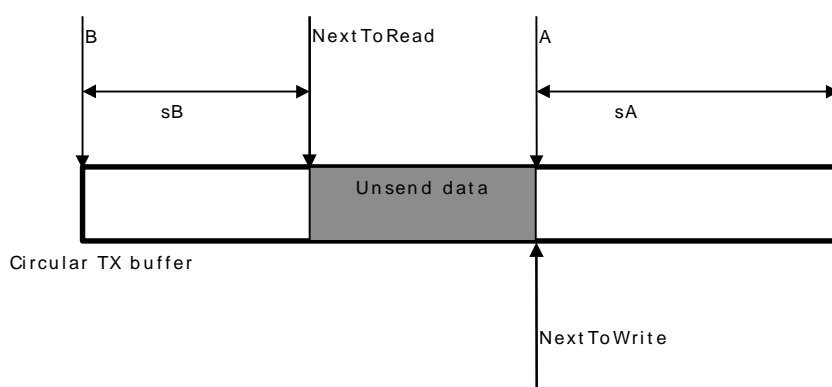 B
NextToRead
A
sB
sA
Unsend data
Circular TX buffer
NextToWrite